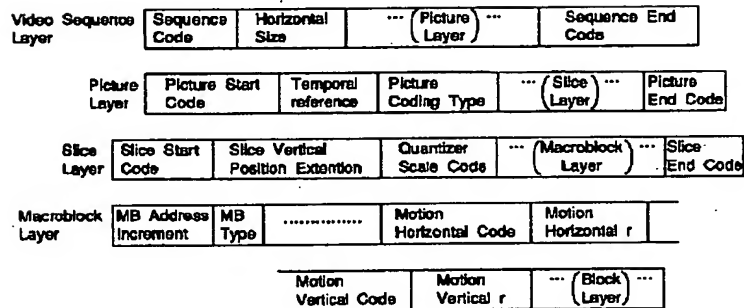 Video Sequence Layer | Sequence Code | Horizontal Size | ··· (Picture Layer) ··· | Sequence End Code
Picture Layer | Picture Start Code | Temporal reference | Picture Coding Type | ··· (Slice Layer) ··· | Picture End Code
Slice Layer | Slice Start Code | Slice Vertical Position Extention | Quantizer Scale Code | ··· (Macroblock Layer) ··· | Slice End Code
Macroblock Layer | MB Address Increment | MB Type | ............... | Motion Horizontal Code | Motion Horizontal r
Motion Vertical Code | Motion Vertical r | ··· (Block Layer) ···